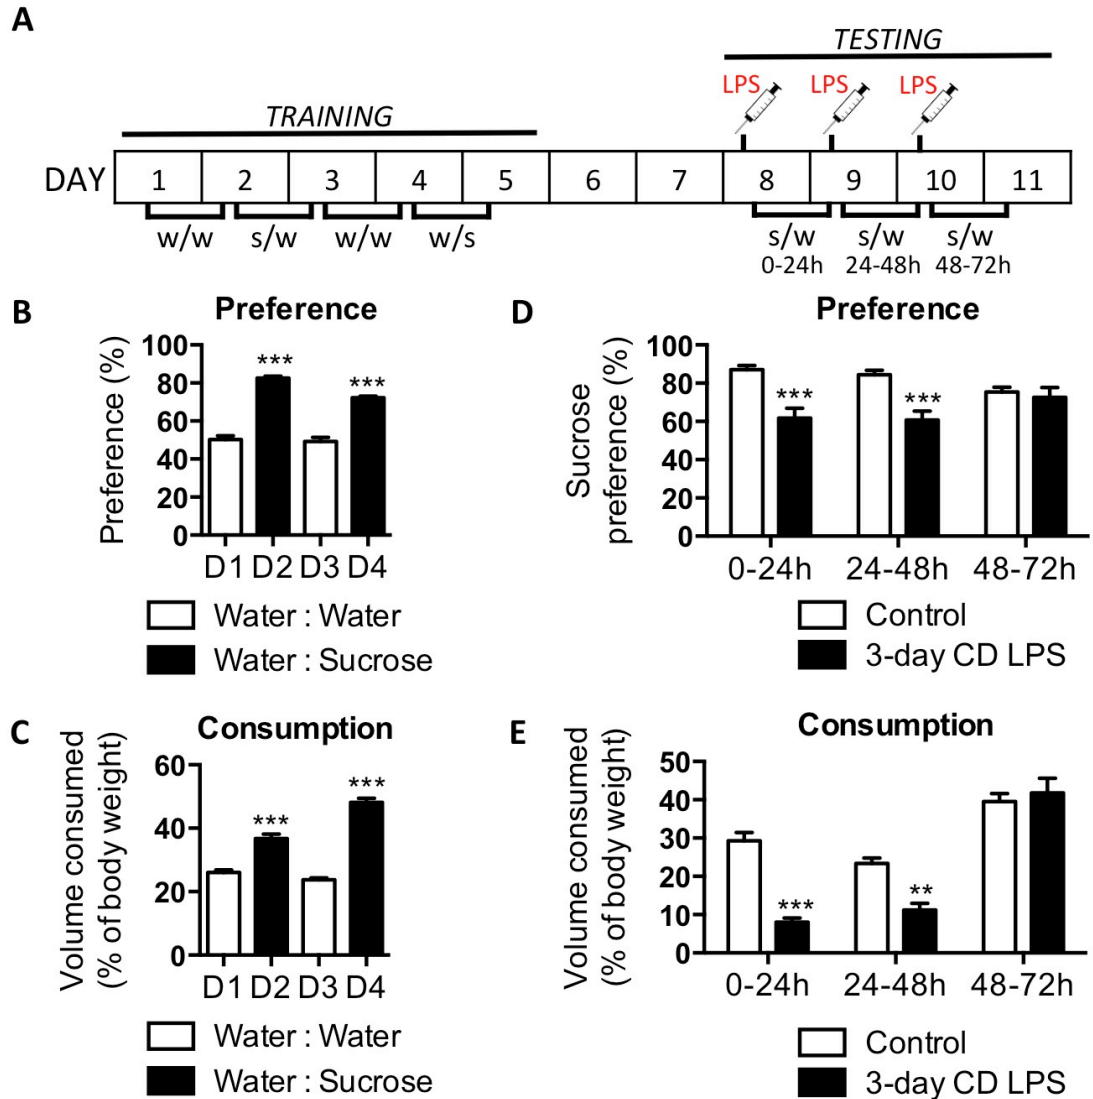 A
TESTING
LPS LPS LPS
TRAINING
DAY 1 2 3 4 5 6 7 8 9 10 11
w/w s/w w/w w/s s/w s/w s/w
0-24h 24-48h 48-72h
B
Preference
Preference (%)
100
80
60
40
20
0
***
***
D1 D2 D3 D4
Water : Water
Water : Sucrose
D
Preference
Sucrose
preference (%)
100
80
60
40
20
0
***
***
0-24h 24-48h 48-72h
Control
3-day CD LPS
C
Consumption
Volume consumed
(% of body weight)
60
40
20
0
***
***
D1 D2 D3 D4
Water : Water
Water : Sucrose
E
Consumption
Volume consumed
(% of body weight)
50
40
30
20
10
0
***
**
0-24h 24-48h 48-72h
Control
3-day CD LPS